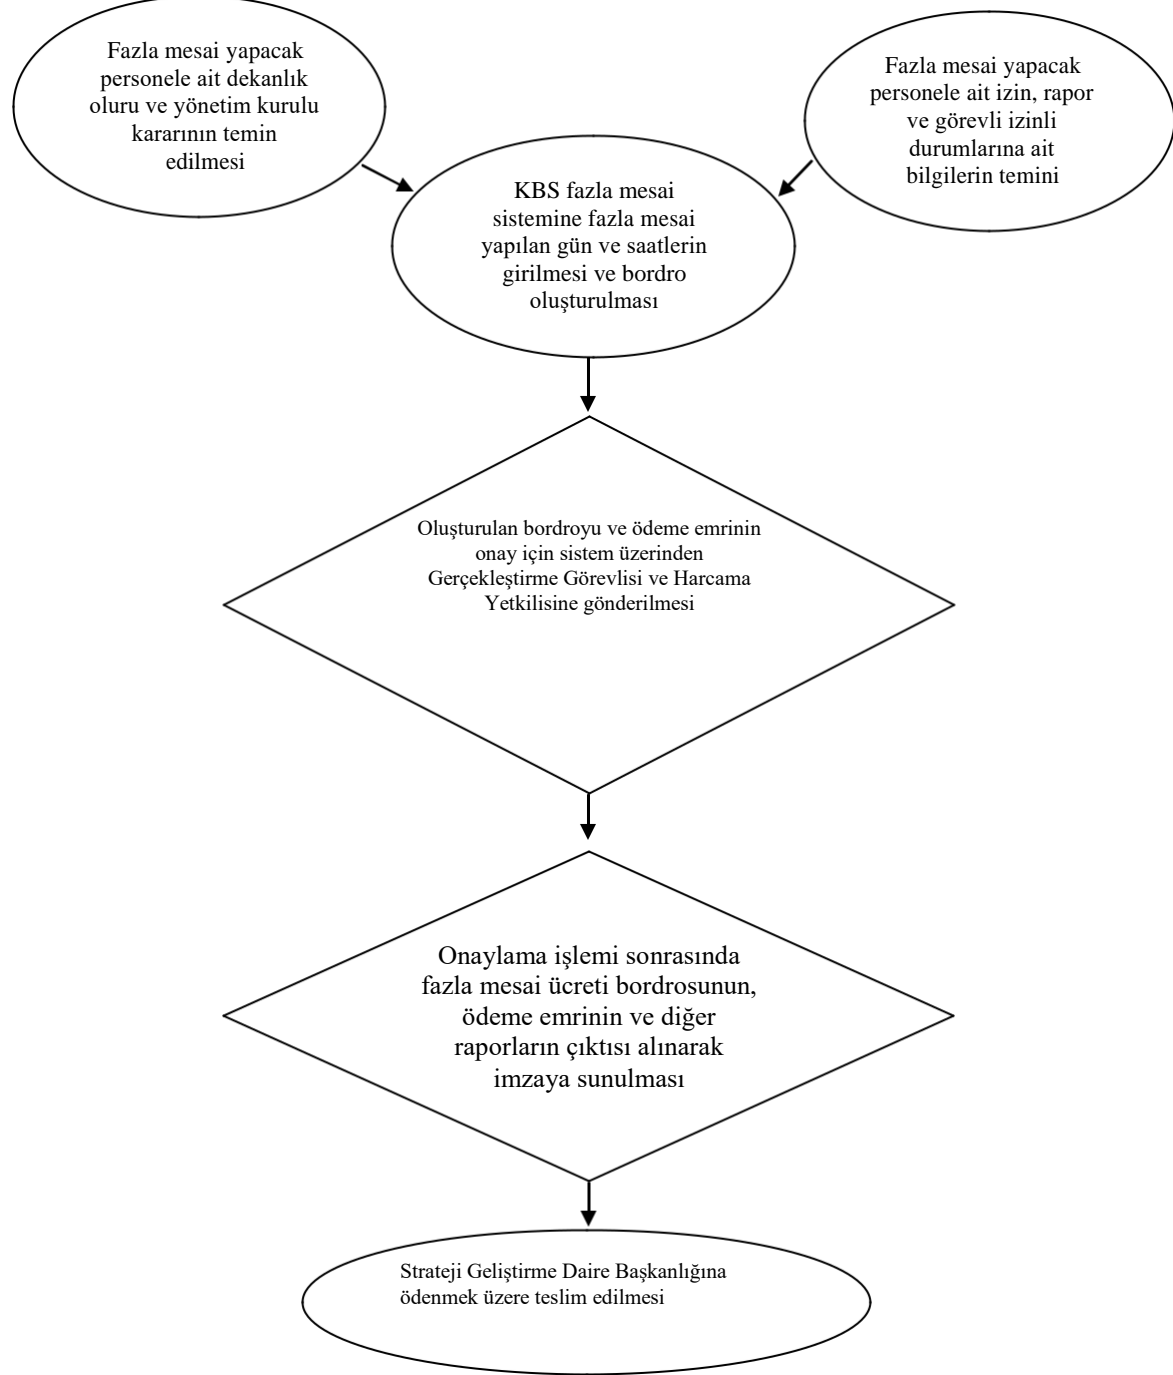 Fazla mesai yapacak
personele ait dekanlık
oluru ve yönetim kurulu
kararının temin
edilmesi
Fazla mesai yapacak
personele ait izin, rapor
ve görevli izinli
durumlarına ait
bilgilerin temini
KBS fazla mesai
sistemine fazla mesai
yapılan gün ve saatlerin
girilmesi ve bordro
oluşturulması
Oluşturulan bordroyu ve ödeme emrinin
onay için sistem üzerinden
Gerçekleştirme Görevlisi ve Harcama
Yetkilisine gönderilmesi
Onaylama işlemi sonrasında
fazla mesai ücreti bordrosunun,
ödeme emrinin ve diğer
raporların çıktısı alınarak
imzaya sunulması
Strateji Geliştirme Daire Başkanlığına
ödenmek üzere teslim edilmesi